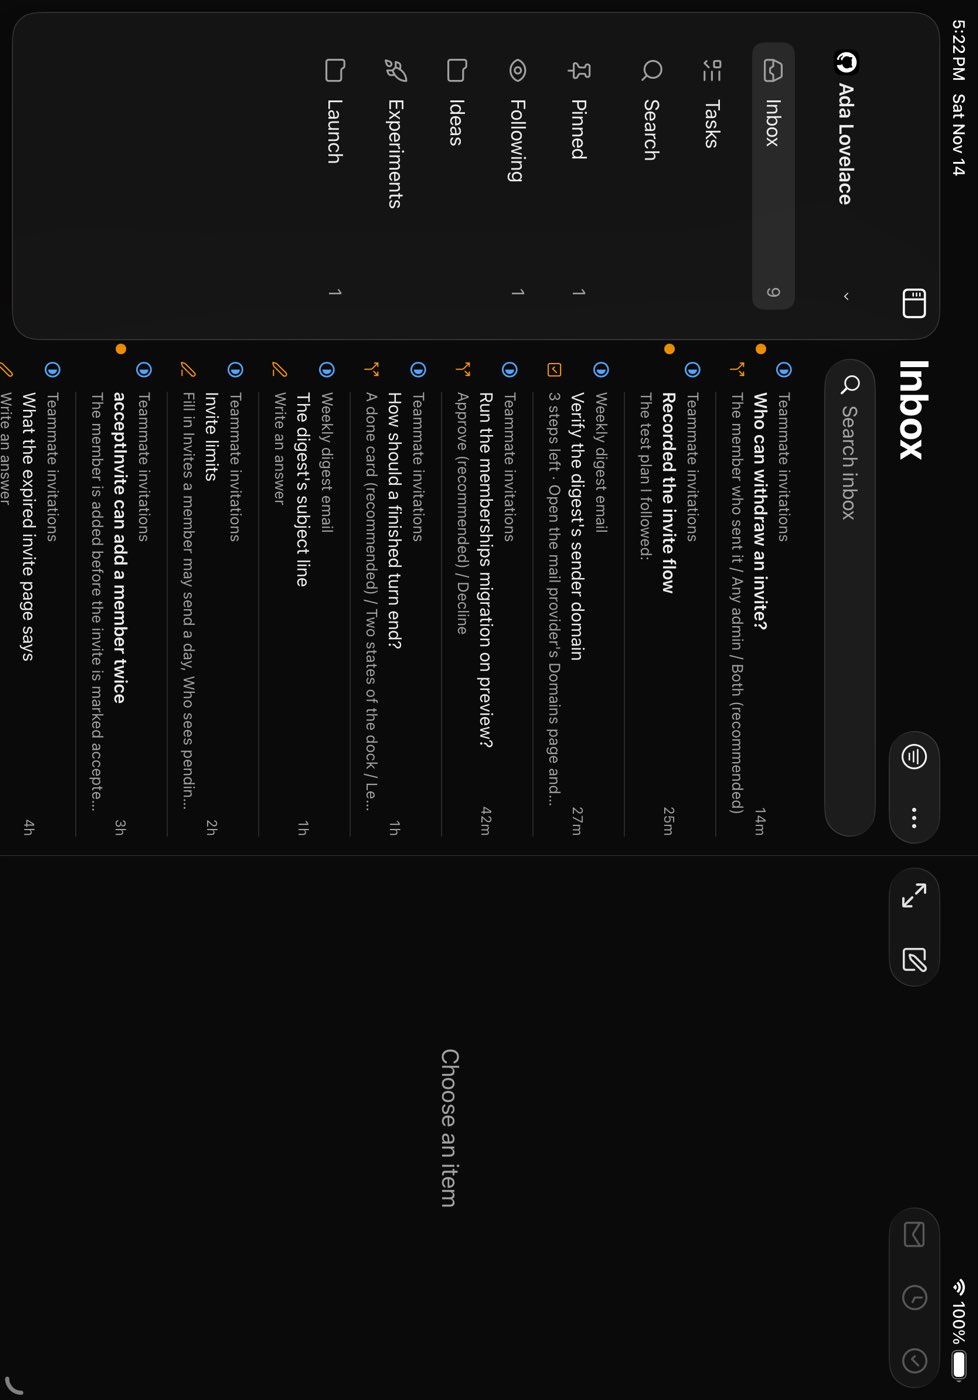 5:22 PM Sat Nov 14
100%
Ada Lovelace
Inbox 9
Tasks
Search
Pinned 1
Following 1
Ideas
Experiments
Launch 1
Inbox
Search inbox
Teammate invitations
Who can withdraw an invite? 14m
The member who sent it / Any admin / Both (recommended)
Teammate invitations
Recorded the invite flow 25m
The test plan I followed:
Weekly digest email
Verify the digest's sender domain 27m
3 steps left · Open the mail provider's Domains page and...
Teammate invitations
Run the memberships migration on preview? 42m
Approve (recommended) / Decline
Teammate invitations
How should a finished turn end? 1h
A done card (recommended) / Two states of the dock / Le...
Weekly digest email
The digest's subject line 1h
Write an answer
Teammate invitations
Invite limits 2h
Fill in Invites a member may send a day, Who sees pendin...
Teammate invitations
acceptInvite can add a member twice 3h
The member is added before the invite is marked accepte...
Teammate invitations
What the expired invite page says 4h
Write an answer
Choose an item